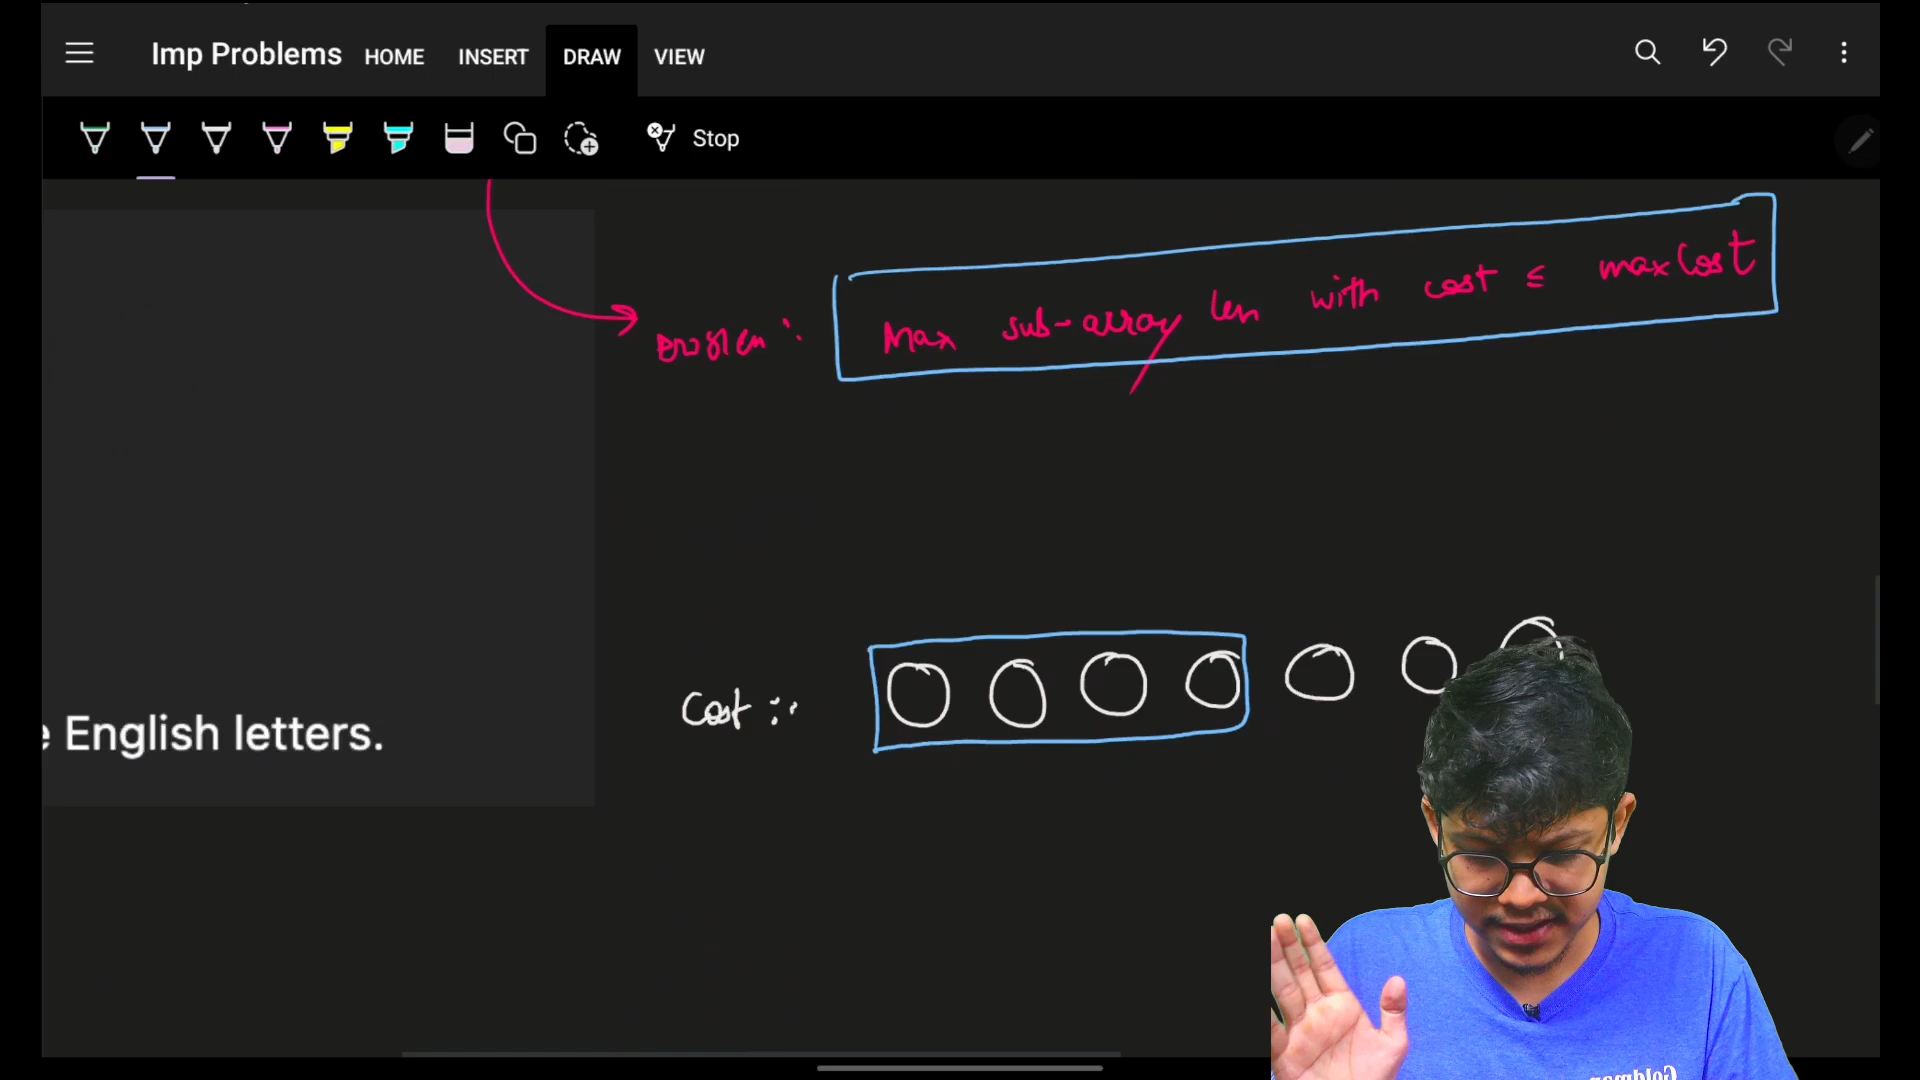 Imp Problems HOME INSERT DRAW VIEW
Stop
Problem :
Max sub-array len with cost ≤ maxCost
Cost ::
e English letters.